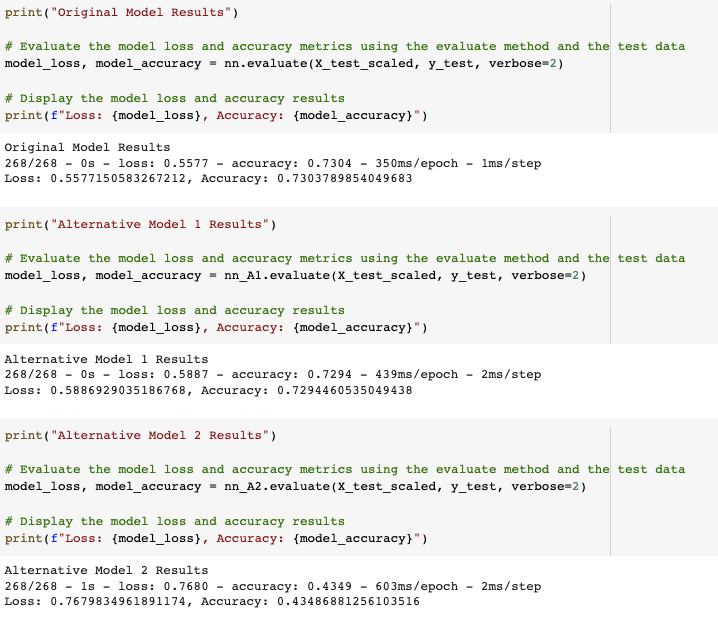 print("Original Model Results")
# Evaluate the model loss and accuracy metrics using the evaluate method and the test data
model_loss, model_accuracy = nn.evaluate(X_test_scaled, y_test, verbose=2)
# Display the model loss and accuracy results
print(f"Loss: {model_loss}, Accuracy: {model_accuracy}")
Original Model Results
268/268 - 0s - loss: 0.5577 - accuracy: 0.7304 - 350ms/epoch - 1ms/step
Loss: 0.5577150583267212, Accuracy: 0.7303789854049683
print("Alternative Model 1 Results")
# Evaluate the model loss and accuracy metrics using the evaluate method and the test data
model_loss, model_accuracy = nn_A1.evaluate(X_test_scaled, y_test, verbose=2)
# Display the model loss and accuracy results
print(f"Loss: {model_loss}, Accuracy: {model_accuracy}")
Alternative Model 1 Results
268/268 - 0s - loss: 0.5887 - accuracy: 0.7294 - 439ms/epoch - 2ms/step
Loss: 0.5886929035186768, Accuracy: 0.7294460535049438
print("Alternative Model 2 Results")
# Evaluate the model loss and accuracy metrics using the evaluate method and the test data
model_loss, model_accuracy = nn_A2.evaluate(X_test_scaled, y_test, verbose=2)
# Display the model loss and accuracy results
print(f"Loss: {model_loss}, Accuracy: {model_accuracy}")
Alternative Model 2 Results
268/268 - 1s - loss: 0.7680 - accuracy: 0.4349 - 603ms/epoch - 2ms/step
Loss: 0.7679834961891174, Accuracy: 0.43486881256103516